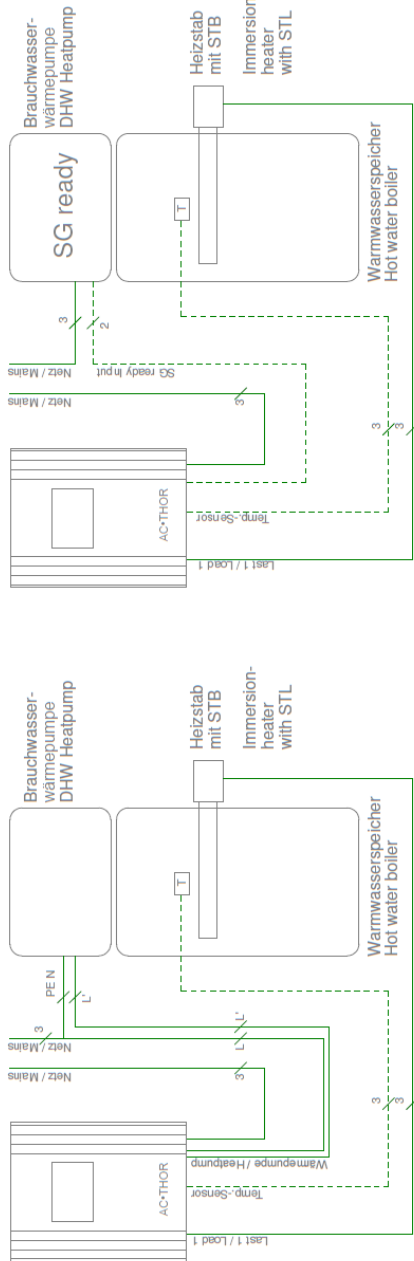 Brauchwasser-
wärmepumpe
DHW Heatpump
Heizstab
mit STB
Immersion-
heater
with STL
SG ready
T
Warmwasserspeicher
Hot water boiler
3
2
Netz / Mains
SG ready Input
Netz / Mains
3
3
3
AC•THOR
Temp.-Sensor
Last 1 / Load 1
Brauchwasser-
wärmepumpe
DHW Heatpump
Heizstab
mit STB
Immersion-
heater
with STL
T
Warmwasserspeicher
Hot water boiler
PE N
L'
3
Netz / Mains
Netz / Mains
L'
L
3
3
3
Wärmepumpe / Heatpump
AC•THOR
Temp.-Sensor
Last 1 / Load 1